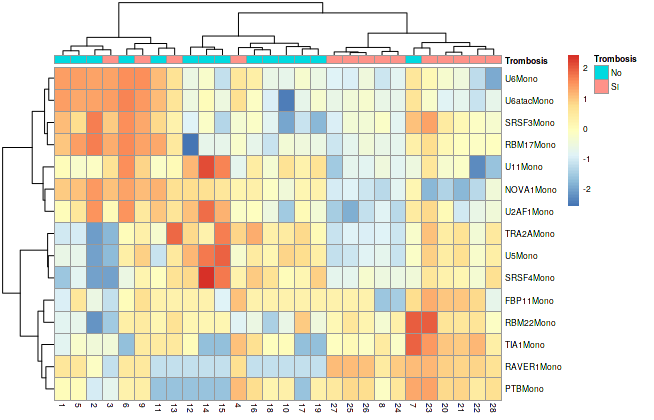 Trombosis
Trombosis
No
SI
2
1
0
-1
-2
U6Mono
U6atacMono
SRSF3Mono
RBM17Mono
U11Mono
NOVA1Mono
U2AF1Mono
TRA2AMono
U5Mono
SRSF4Mono
FBP11Mono
RBM22Mono
TIA1Mono
RAVER1Mono
PTBMono
1 5 2 3 6 9 11 13 12 14 15 4 16 18 10 17 19 27 25 26 8 24 7 23 20 21 22 28